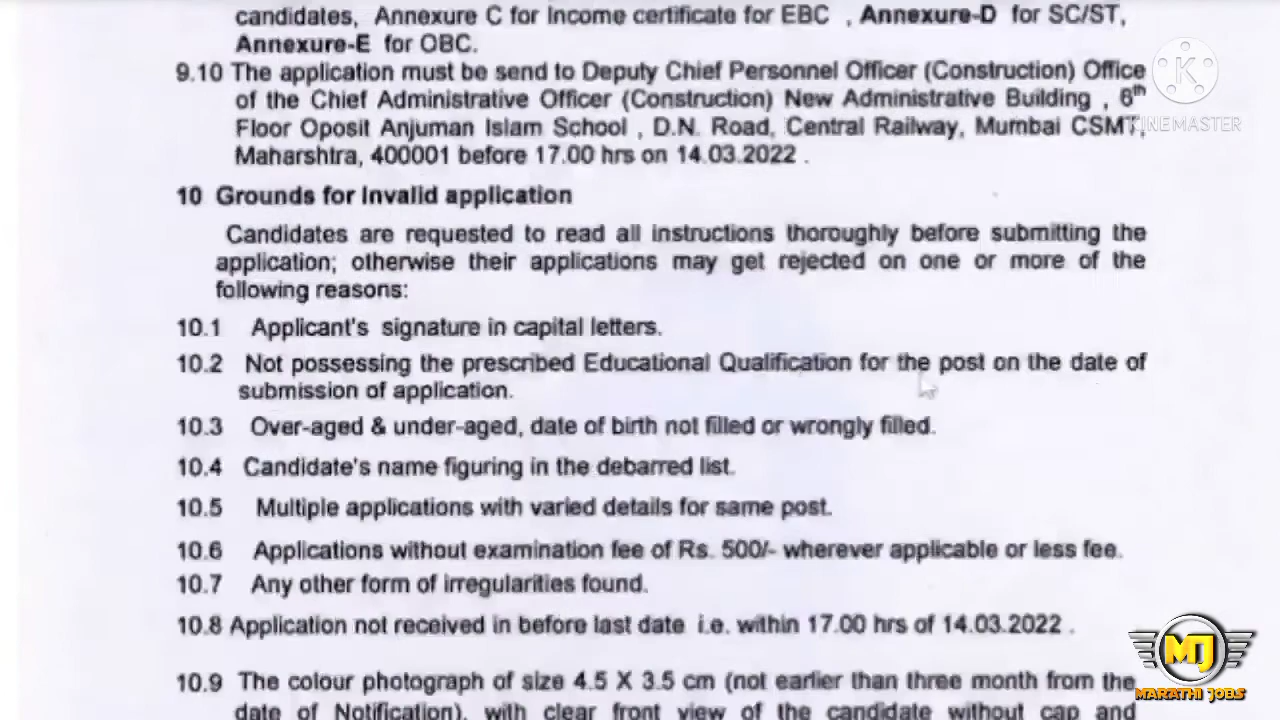 candidates, Annexure C for Income certificate for EBC , Annexure-D for SC/ST,
Annexure-E for OBC.
9.10 The application must be send to Deputy Chief Personnel Officer (Construction) Office
of the Chief Administrative Officer (Construction) New Administrative Building , 6th
Floor Oposit Anjuman Islam School , D.N. Road, Central Railway, Mumbai CSMT,
Maharshtra, 400001 before 17.00 hrs on 14.03.2022 .
K
KINEMASTER
10 Grounds for Invalid application
Candidates are requested to read all instructions thoroughly before submitting the
application; otherwise their applications may get rejected on one or more of the
following reasons:
10.1 Applicant's signature in capital letters.
10.2 Not possessing the prescribed Educational Qualification for the post on the date of
submission of application.
10.3 Over-aged & under-aged, date of birth not filled or wrongly filled.
10.4 Candidate's name figuring in the debarred list.
10.5 Multiple applications with varied details for same post.
10.6 Applications without examination fee of Rs. 500/- wherever applicable or less fee.
10.7 Any other form of irregularities found.
10.8 Application not received in before last date i.e. within 17.00 hrs of 14.03.2022 .
10.9 The colour photograph of size 4.5 X 3.5 cm (not earlier than three month from the
date of Notification), with clear front view of the candidate without cap and
MJ
MARATHI JOBS